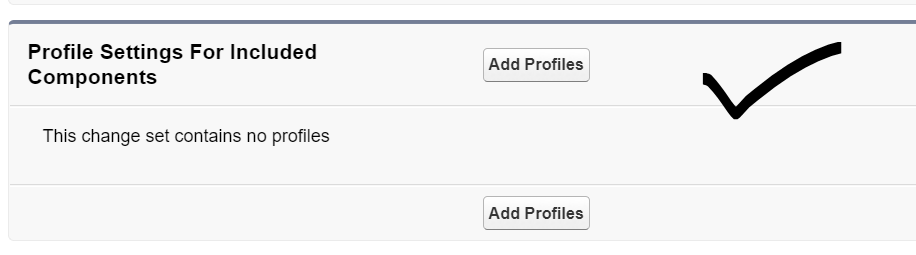 Profile Settings For Included
Components
Add Profiles
This change set contains no profiles
Add Profiles